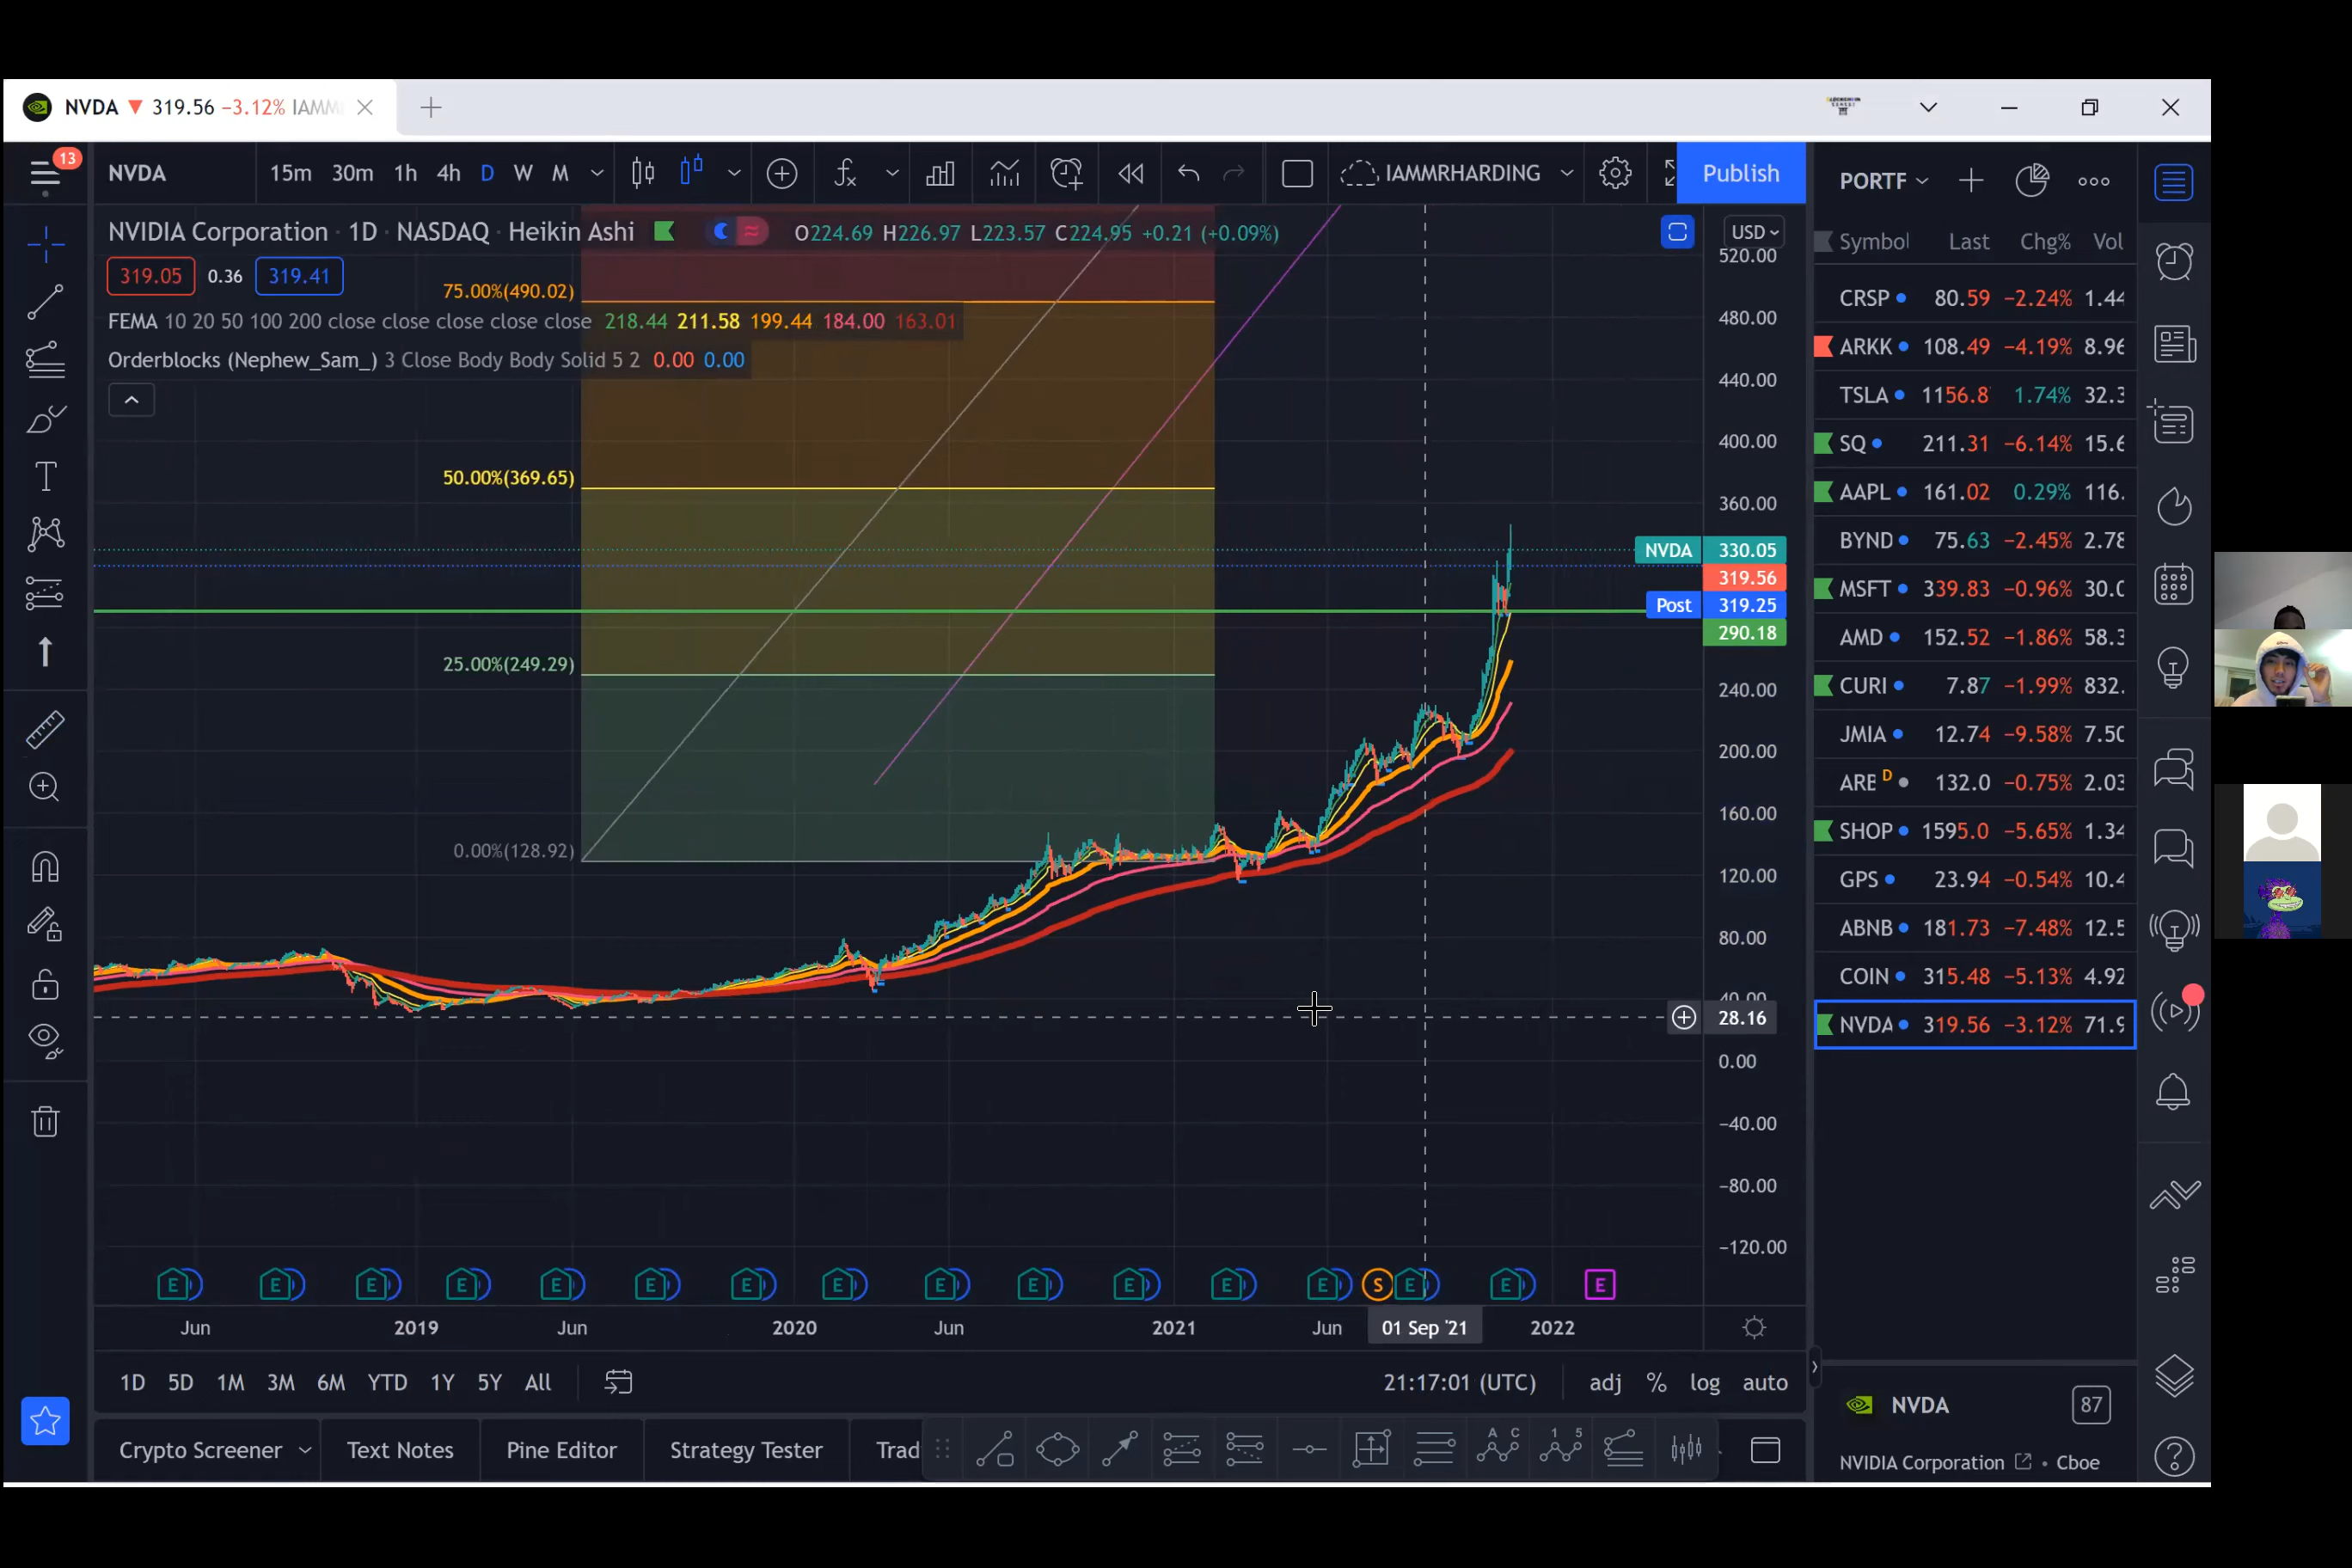 NVDA ▼ 319.56 −3.12% IAMM
13
NVDA 15m 30m 1h 4h D W M IAMMRHARDING Publish
NVIDIA Corporation · 1D · NASDAQ · Heikin Ashi O224.69 H226.97 L223.57 C224.95 +0.21 (+0.09%)
319.05 0.36 319.41
FEMA 10 20 50 100 200 close close close close close 218.44 211.58 199.44 184.00 163.01
Orderblocks (Nephew_Sam_) 3 Close Body Body Solid 5 2 0.00 0.00
75.00%(490.02)
50.00%(369.65)
25.00%(249.29)
0.00%(128.92)
USD
520.00
480.00
440.00
400.00
360.00
NVDA 330.05
319.56
Post 319.25
290.18
240.00
200.00
160.00
120.00
80.00
40.00
28.16
0.00
−40.00
−80.00
−120.00
E E E E E E E E E E E E E S E E E
Jun 2019 Jun 2020 Jun 2021 Jun 01 Sep '21 2022
1D 5D 1M 3M 6M YTD 1Y 5Y All 21:17:01 (UTC) adj % log auto
Crypto Screener Text Notes Pine Editor Strategy Tester Trad
A C
1 5
PORTF
Symbol Last Chg% Vol
CRSP 80.59 −2.24% 1.44
ARKK 108.49 −4.19% 8.96
TSLA 1156.8 1.74% 32.3
SQ 211.31 −6.14% 15.6
AAPL 161.02 0.29% 116.
BYND 75.63 −2.45% 2.78
MSFT 339.83 −0.96% 30.0
AMD 152.52 −1.86% 58.3
CURI 7.87 −1.99% 832.
JMIA 12.74 −9.58% 7.50
ARE D 132.0 −0.75% 2.03
SHOP 1595.0 −5.65% 1.34
GPS 23.94 −0.54% 10.4
ABNB 181.73 −7.48% 12.5
COIN 315.48 −5.13% 4.92
NVDA 319.56 −3.12% 71.9
NVDA 87
NVIDIA Corporation • Cboe